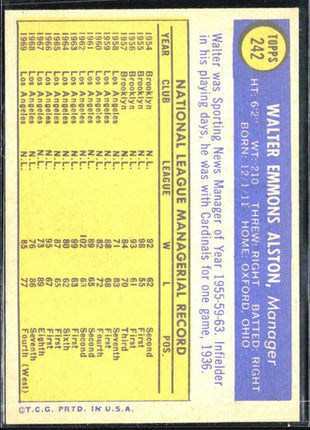 TOPPS
242
WALTER EMMONS ALSTON, Manager
HT: 6'2" WT: 210 THREW: RIGHT BATTED: RIGHT
BORN: 12/1/11 HOME: OXFORD, OHIO
Walter was Sporting News Manager of Year 1955-59-63. Infielder
in his playing days, he was with Cardinals for one game, 1936.
NATIONAL LEAGUE MANAGERIAL RECORD
YEAR CLUB LEAGUE W L POS.
1954 Brooklyn N.L. 92 62 Second
1955 Brooklyn N.L. 98 55 First
1956 Brooklyn N.L. 93 61 First
1957 Brooklyn N.L. 84 70 Third
1958 Los Angeles N.L. 71 83 Seventh
1959 Los Angeles N.L. 88 68 First
1960 Los Angeles N.L. 82 72 Fourth
1961 Los Angeles N.L. 89 65 Second
1962 Los Angeles N.L. 102 63 Second
1963 Los Angeles N.L. 99 63 First
1964 Los Angeles N.L. 80 82 Sixth
1965 Los Angeles N.L. 97 65 First
1966 Los Angeles N.L. 95 67 First
1967 Los Angeles N.L. 73 89 Eighth
1968 Los Angeles N.L. 76 86 Seventh
1969 Los Angeles N.L. 85 77 Fourth (West)
©T.C.G. PRTD. IN U.S.A.